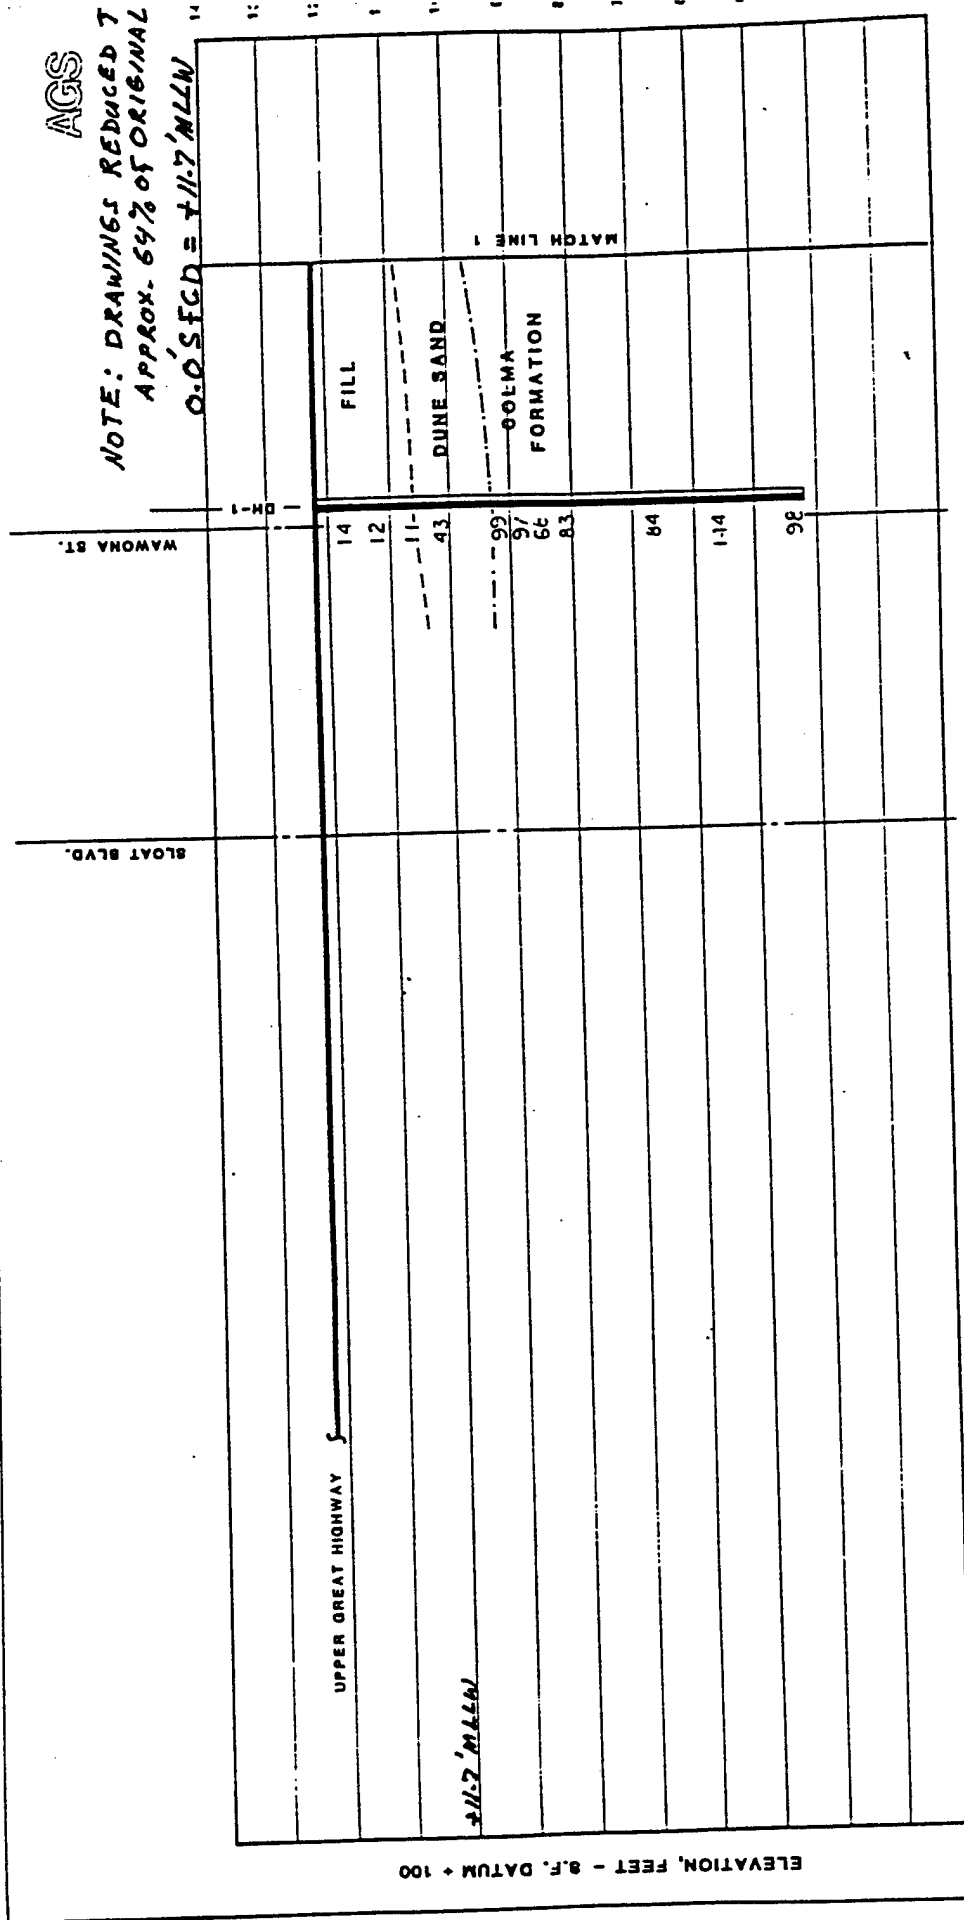 AGS
NOTE: DRAWINGS REDUCED T
APPROX. 64% OF ORIGINAL
0.0' SFCD = +11.7' MLLW
WAWONA ST.
DH-1
SLOAT BLVD.
MATCH LINE 1
FILL
DUNE SAND
COLMA
FORMATION
14
12
11
43
99
97
66
83
84
114
98
UPPER GREAT HIGHWAY
+11.7' MLLW
ELEVATION, FEET - S.F. DATUM + 100